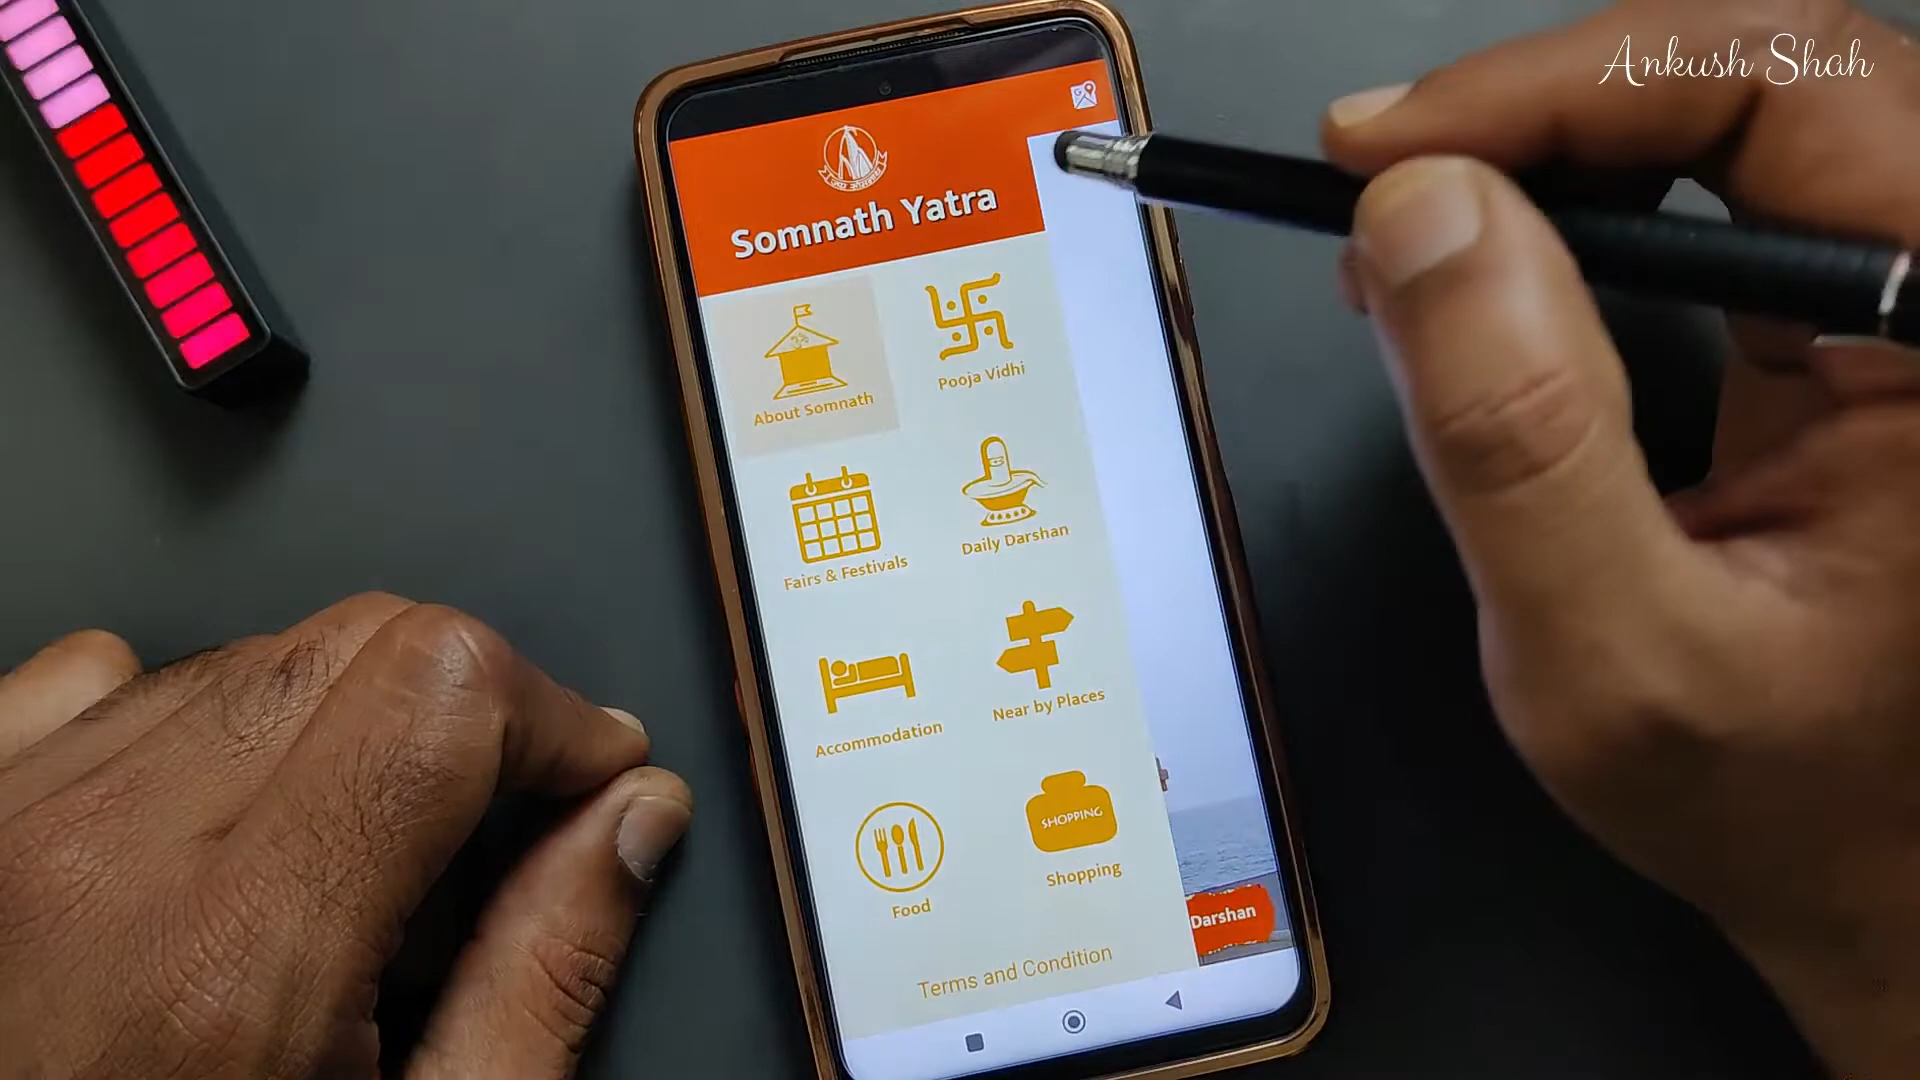 Ankush Shah
Somnath Yatra
About Somnath
Pooja Vidhi
Fairs & Festivals
Daily Darshan
Accommodation
Near by Places
SHOPPING
Food
Shopping
Darshan
Terms and Condition